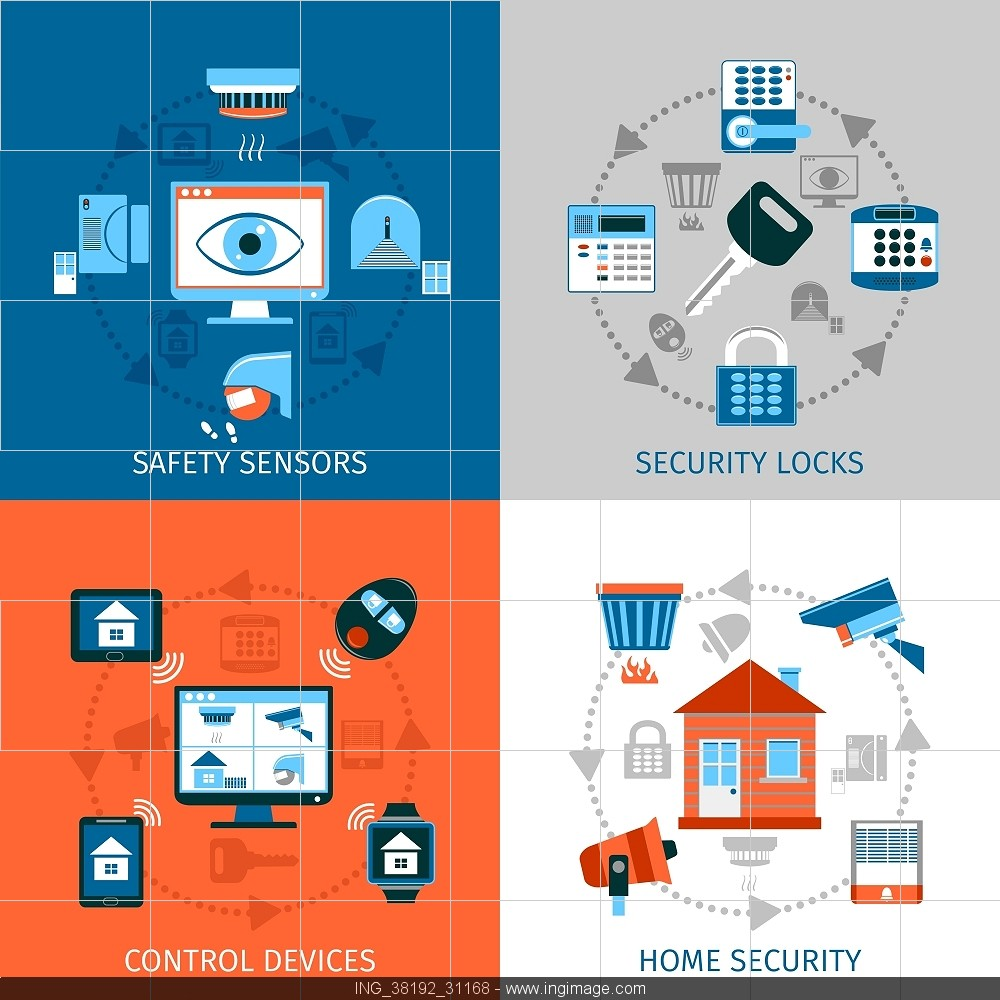 SAFETY SENSORS
SECURITY LOCKS
CONTROL DEVICES
HOME SECURITY
ING_38192_31168 - www.ingimage.com